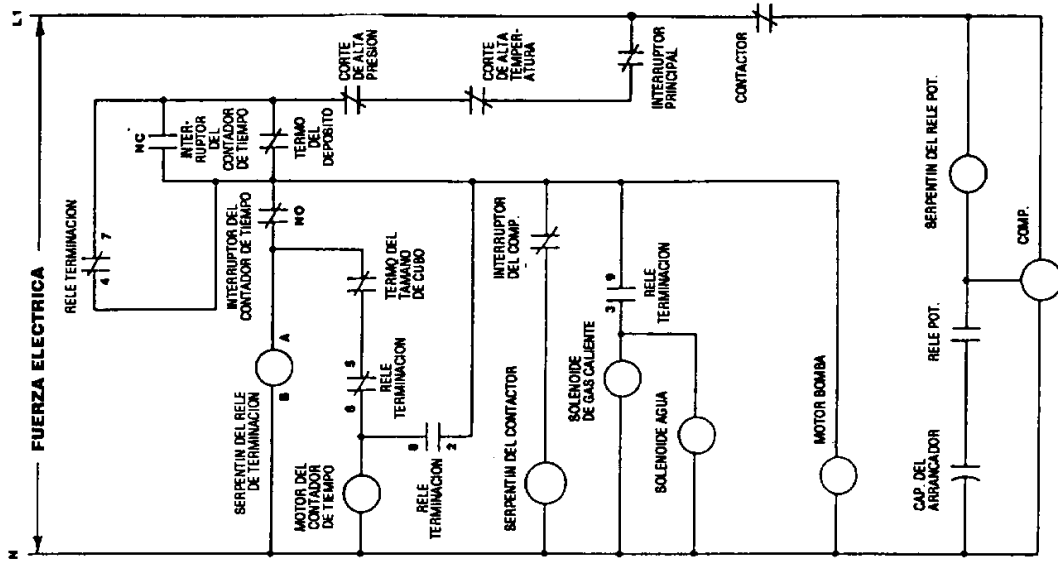 L1
FUERZA ELECTRICA
N
RELE TERMINACION
4
7
NC
INTER-
RUPTOR
DEL
CONTADOR
DE TIEMPO
TERMO
DEL
DEPOSITO
CORTE
DE ALTA
PRESION
CORTE
DE ALTA
TEMPER-
ATURA
INTERRUPTOR
PRINCIPAL
CONTACTOR
INTERRUPTOR DEL
CONTADOR DE TIEMPO
NO
SERPENTIN DEL RELE
DE TERMINACION
B
A
TERMO DEL
TAMANO
DE CUBO
6
5
RELE
TERMINACION
MOTOR DEL
CONTADOR
DE TIEMPO
8
2
RELE
TERMINACION
INTERRUPTOR
DEL COMP.
SERPENTIN DEL CONTACTOR
SOLENOIDE
DE GAS CALIENTE
3
9
RELE
TERMINACION
SOLENOIDE AGUA
MOTOR BOMBA
SERPENTIN DEL RELE POT.
RELE POT.
CAP. DEL
ARRANCADOR
COMP.